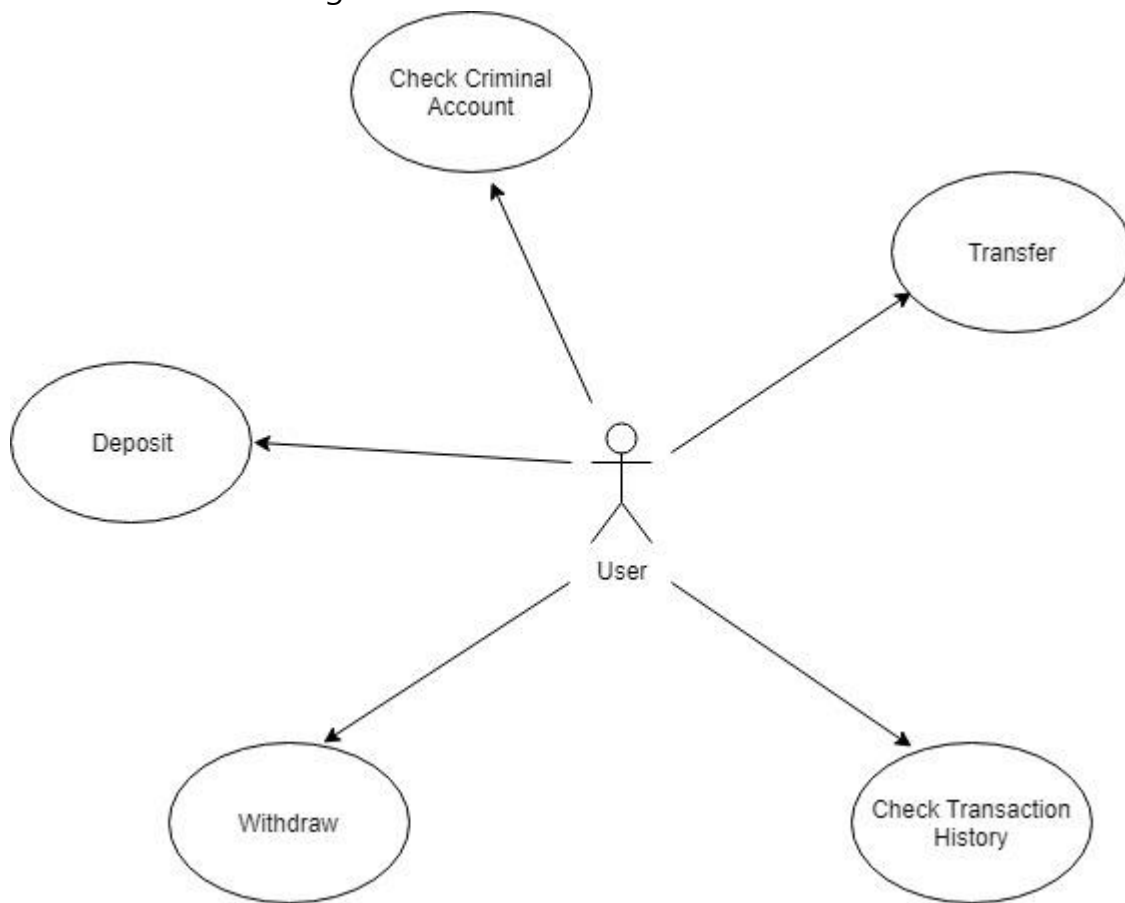 Check Criminal
Account
Transfer
Deposit
User
Withdraw
Check Transaction
History